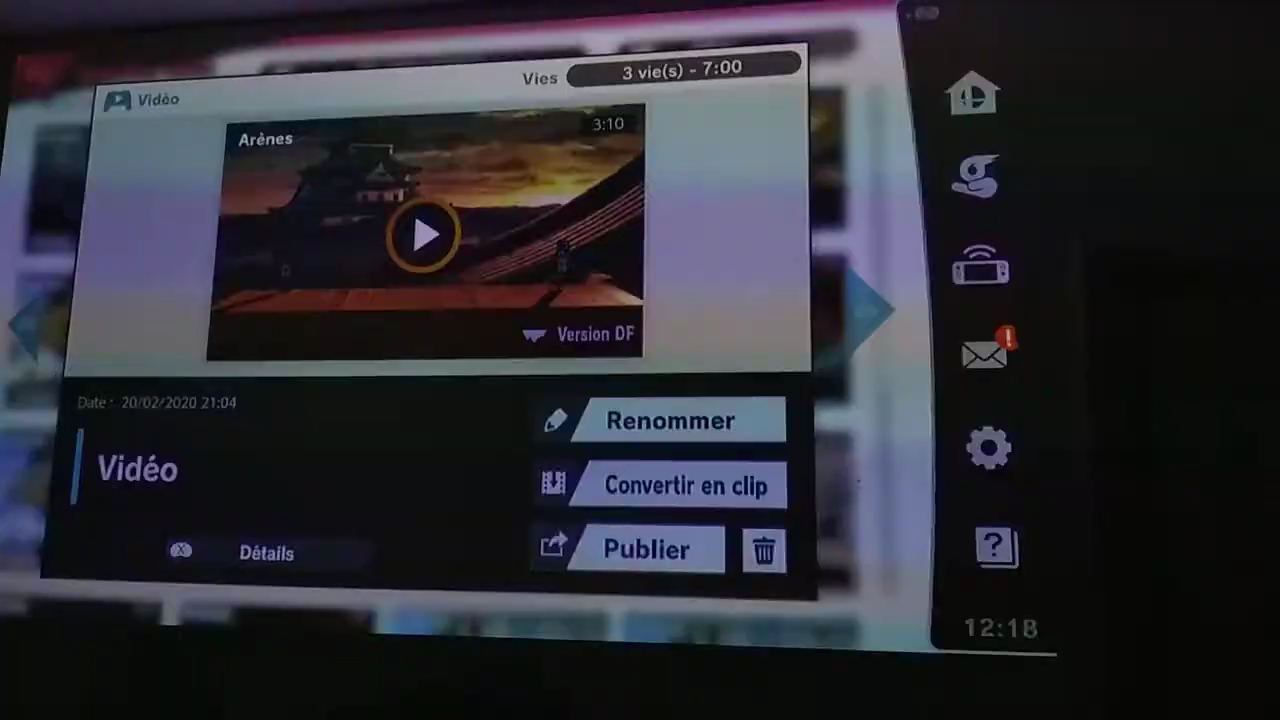 Vies 3 vie(s) - 7:00
Vidéo
Arènes 3:10
Version DF
Date : 20/02/2020 21:04
Vidéo
Renommer
Convertir en clip
Publier
X Détails
!
?
12:18